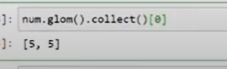 ]: num.glom().collect()[0]
]: [5, 5]